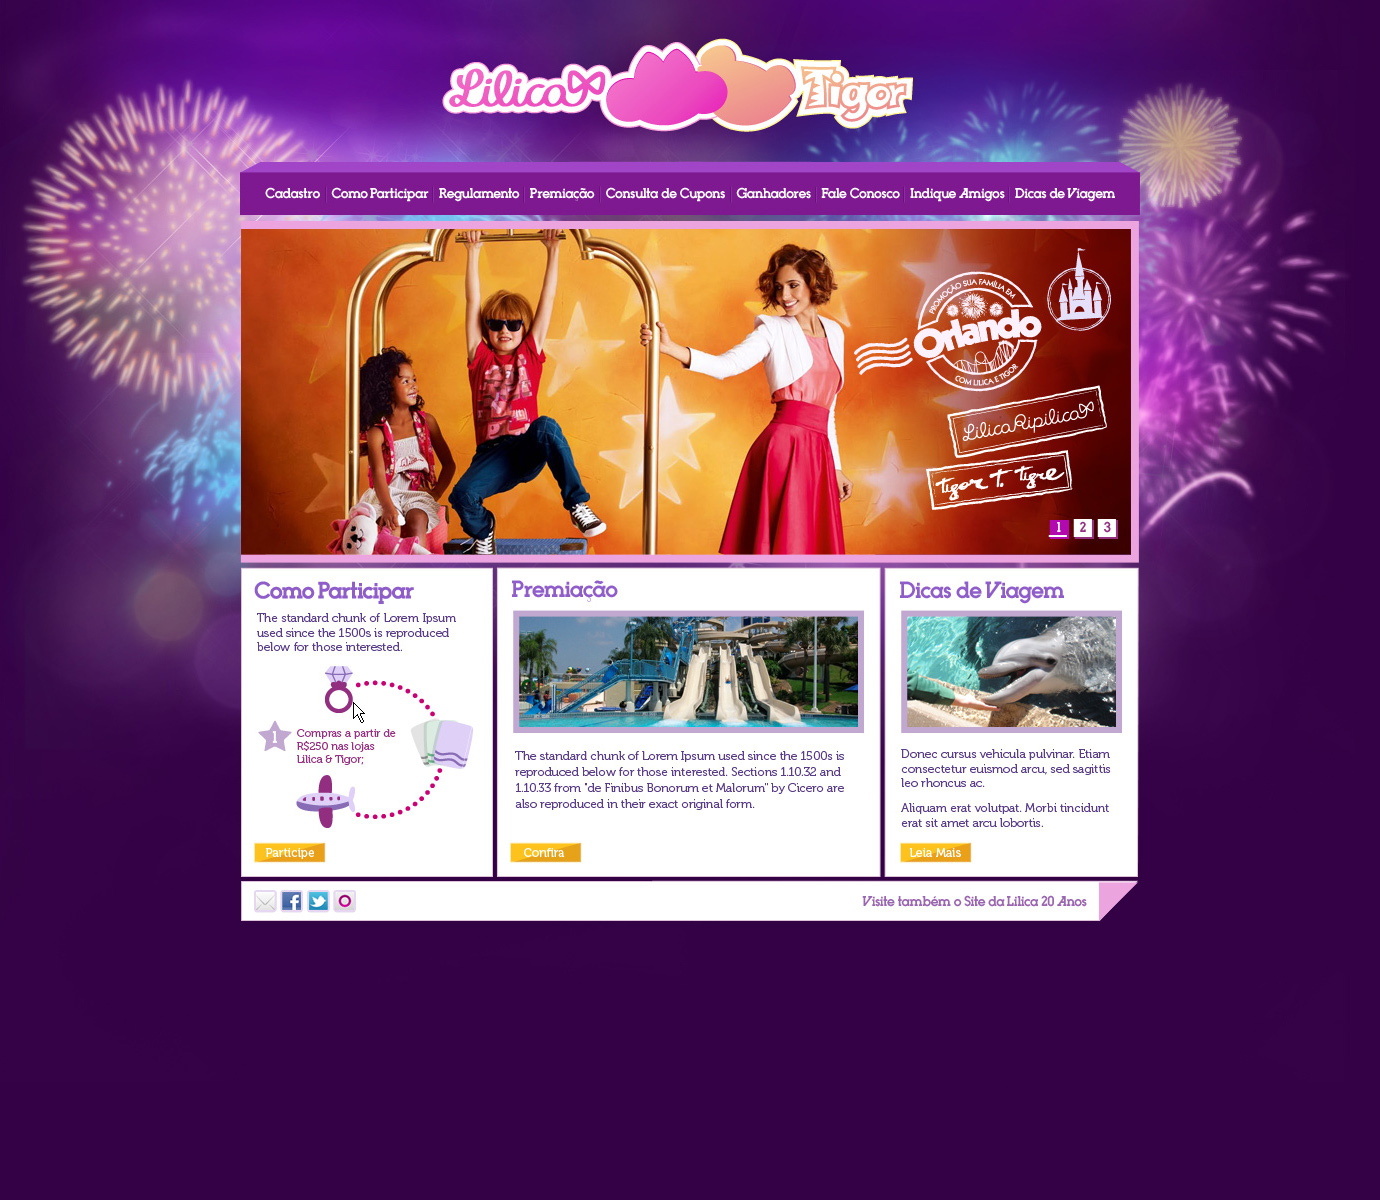 Lilica Tigor
Cadastro Como Participar Regulamento Premiação Consulta de Cupons Ganhadores Fale Conosco Indique Amigos Dicas de Viagem
PROMOÇÃO SUA FAMÍLIA EM
Orlando
COM LILICA E TIGOR
Lilica Ripilica
Tigor T. Tigre
1 2 3
Como Participar
The standard chunk of Lorem Ipsum
used since the 1500s is reproduced
below for those interested.
1
Compras a partir de
R$250 nas lojas
Lilica & Tigor;
Participe
Premiação
The standard chunk of Lorem Ipsum used since the 1500s is
reproduced below for those interested. Sections 1.10.32 and
1.10.33 from "de Finibus Bonorum et Malorum" by Cicero are
also reproduced in their exact original form.
Confira
Dicas de Viagem
Donec cursus vehicula pulvinar. Etiam
consectetur euismod arcu, sed sagittis
leo rhoncus ac.
Aliquam erat volutpat. Morbi tincidunt
erat sit amet arcu lobortis.
Leia Mais
f
Visite também o Site da Lilica 20 Anos